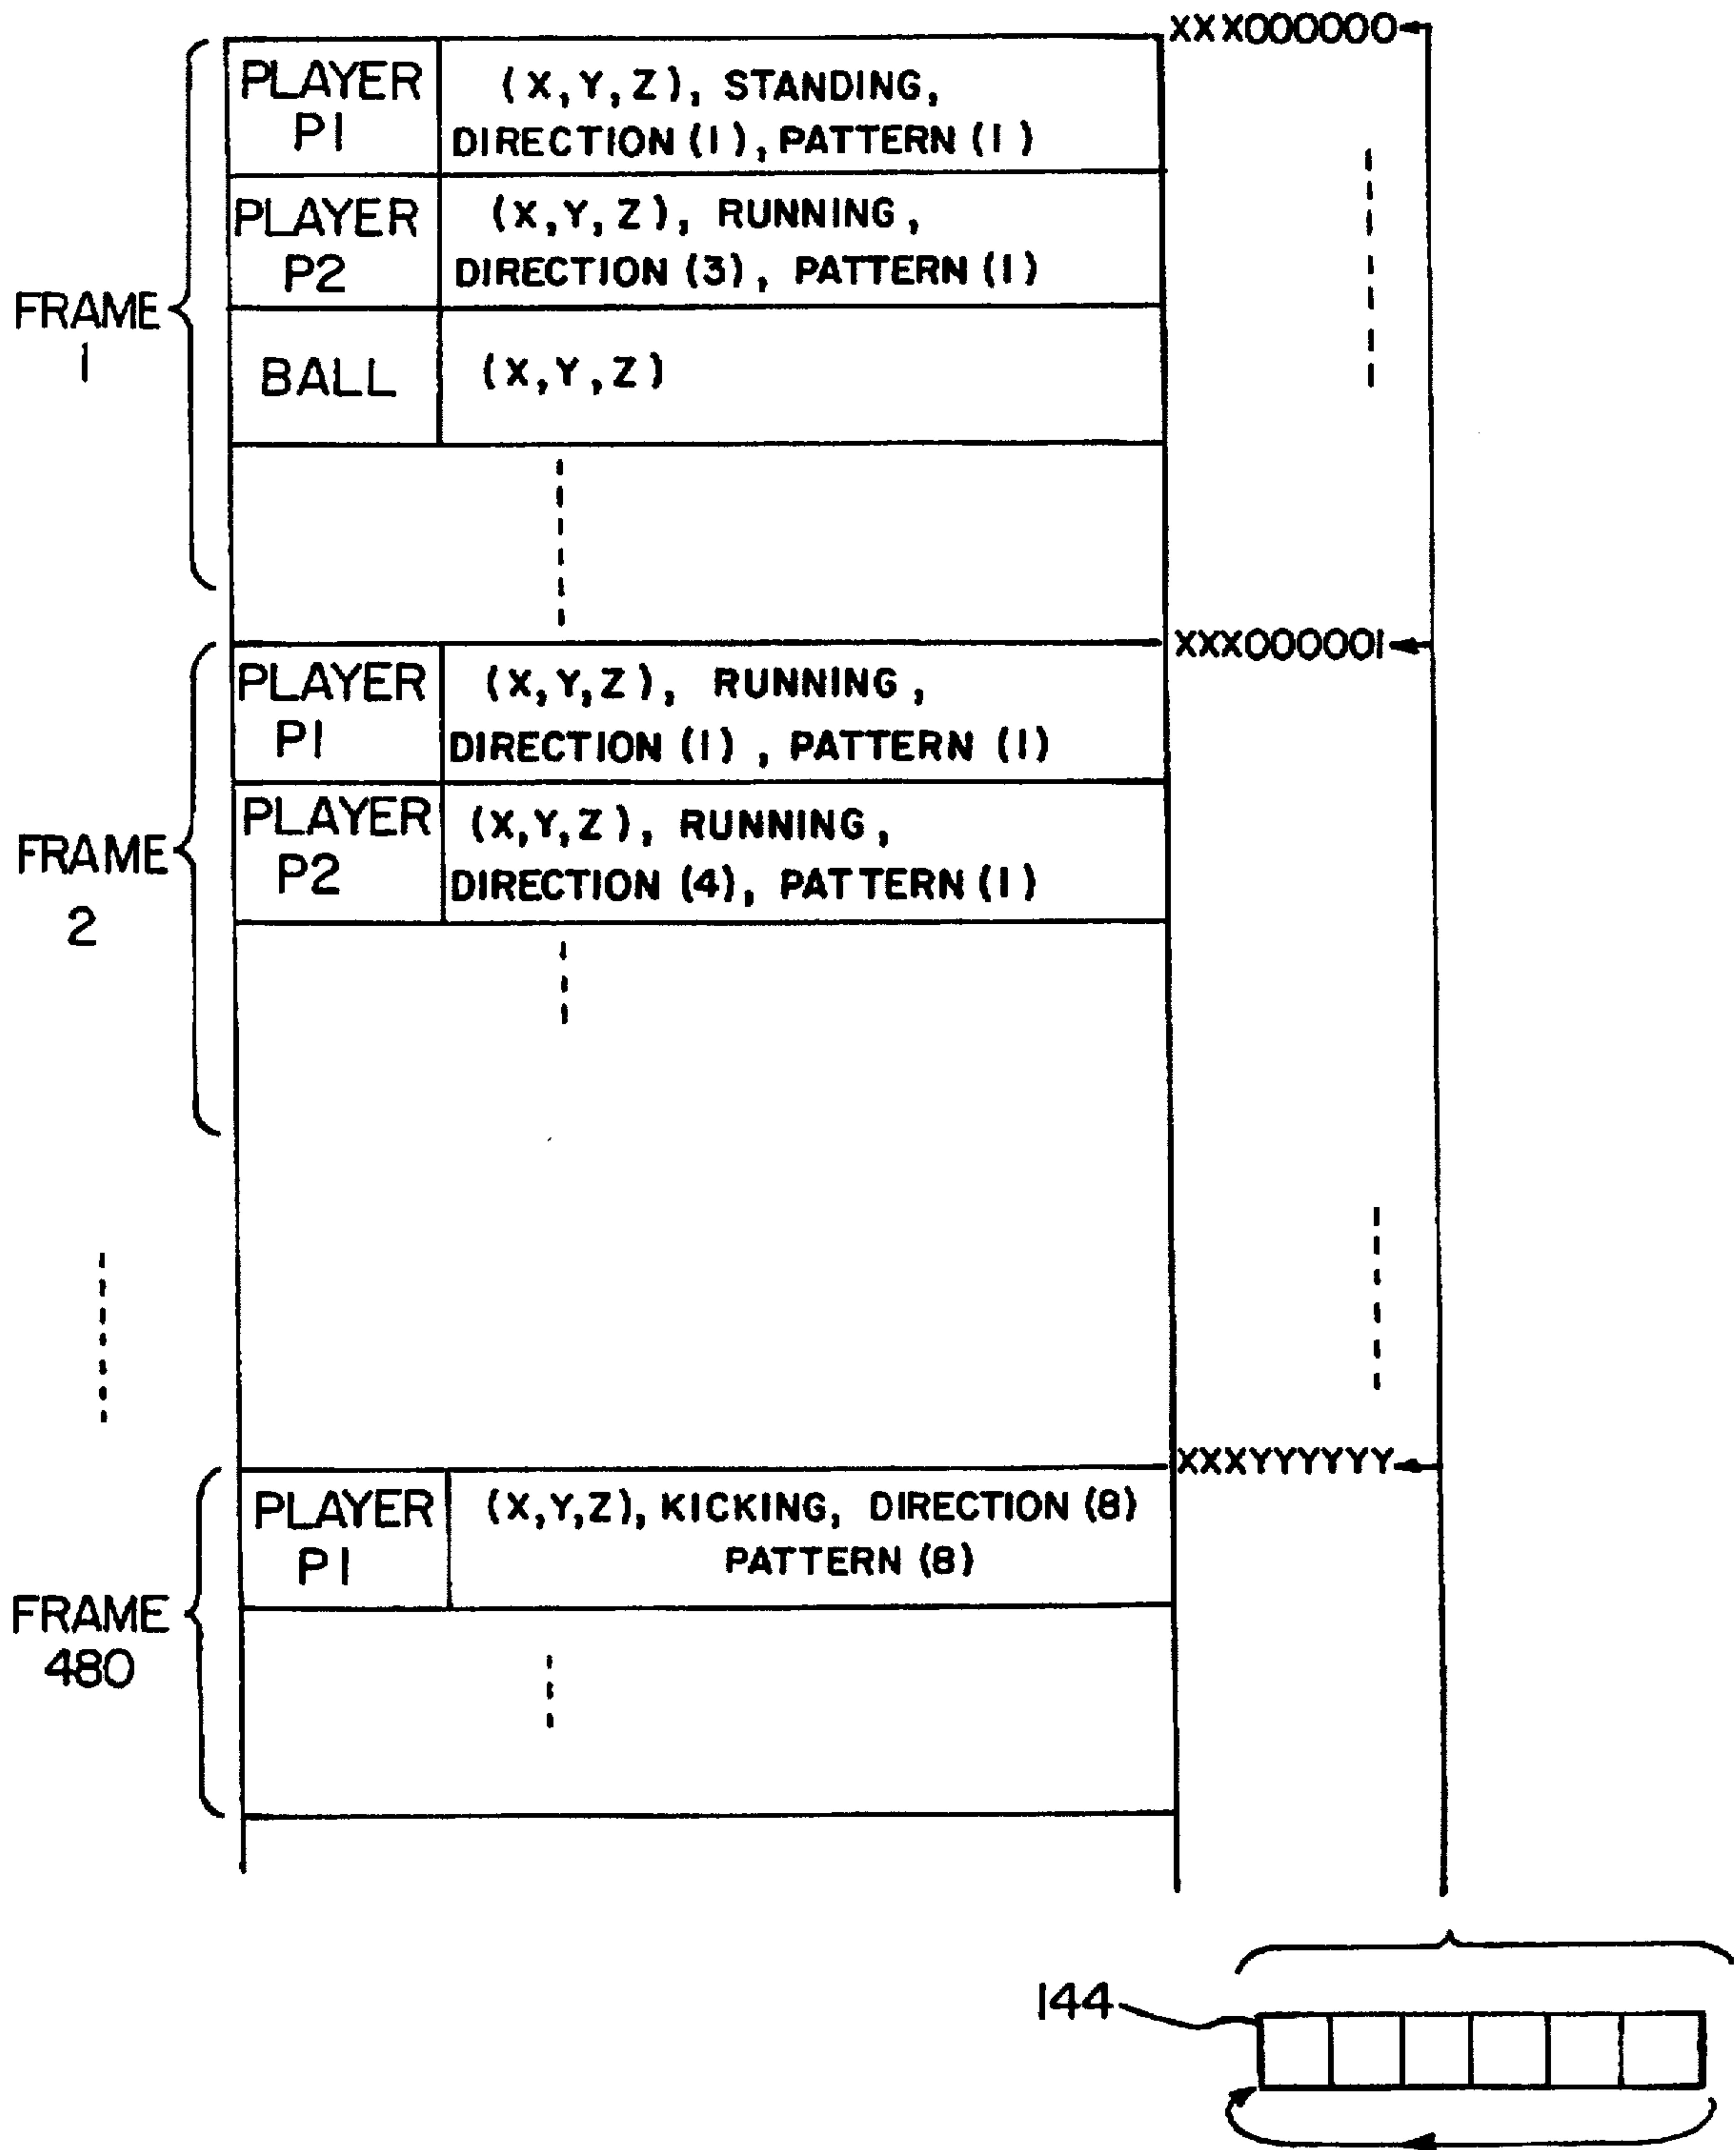 XXX000000
FRAME
1
PLAYER
P1
(X,Y,Z), STANDING,
DIRECTION (1), PATTERN (1)
PLAYER
P2
(X,Y,Z), RUNNING,
DIRECTION (3), PATTERN (1)
BALL
(X,Y,Z)
XXX000001
FRAME
2
PLAYER
P1
(X,Y,Z), RUNNING,
DIRECTION (1), PATTERN (1)
PLAYER
P2
(X,Y,Z), RUNNING,
DIRECTION (4), PATTERN (1)
XXXYYYYYY
FRAME
480
PLAYER
P1
(X,Y,Z), KICKING, DIRECTION (8)
PATTERN (8)
144